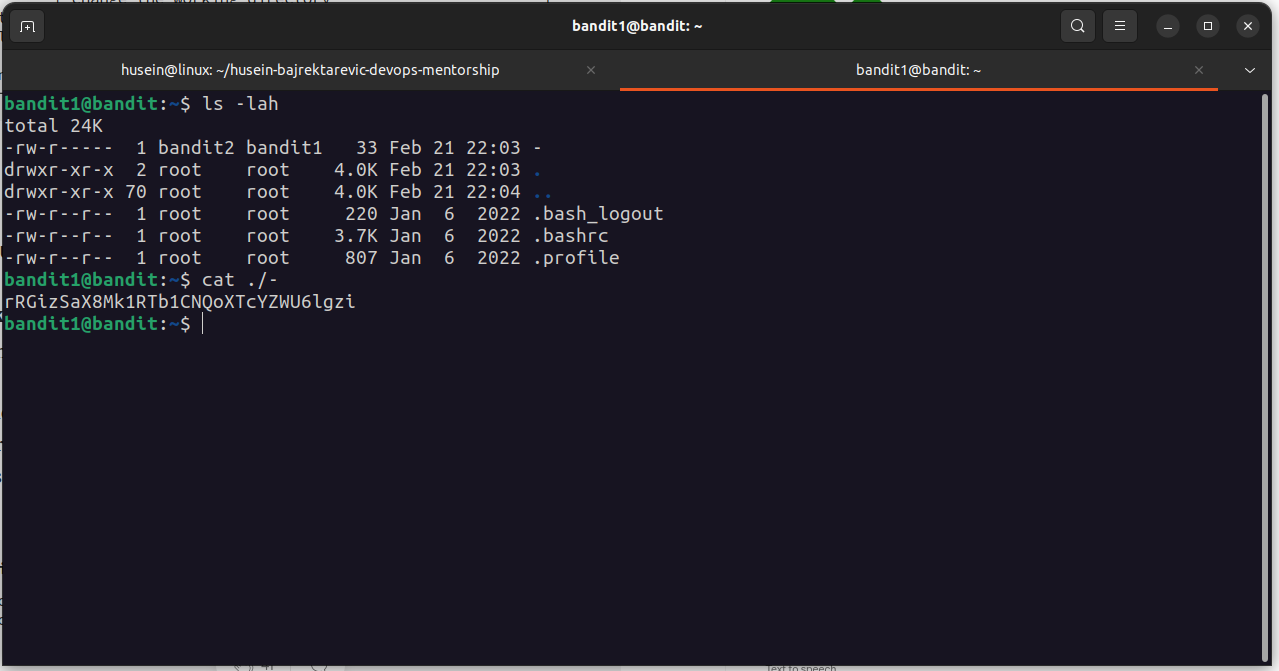 bandit1@bandit: ~
husein@linux: ~/husein-bajrektarevic-devops-mentorship
bandit1@bandit: ~
bandit1@bandit:~$ ls -lah
total 24K
-rw-r-----  1 bandit2 bandit1   33 Feb 21 22:03 -
drwxr-xr-x  2 root    root    4.0K Feb 21 22:03 .
drwxr-xr-x 70 root    root    4.0K Feb 21 22:04 ..
-rw-r--r--  1 root    root     220 Jan  6  2022 .bash_logout
-rw-r--r--  1 root    root    3.7K Jan  6  2022 .bashrc
-rw-r--r--  1 root    root     807 Jan  6  2022 .profile
bandit1@bandit:~$ cat ./-
rRGizSaX8Mk1RTb1CNQoXTcYZWU6lgzi
bandit1@bandit:~$